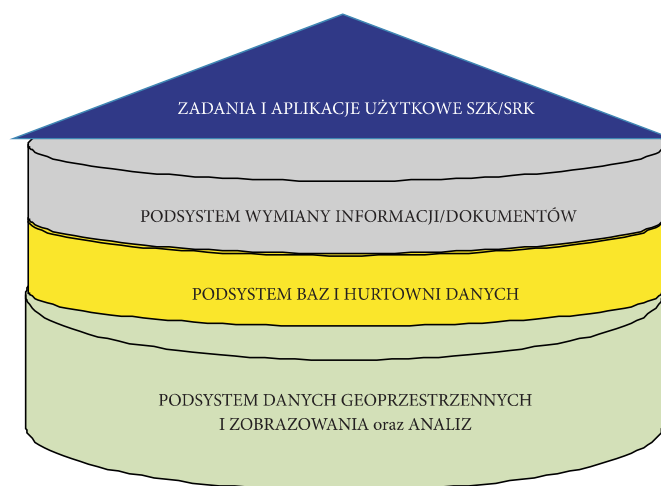 ZADANIA I APLIKACJE UŻYTKOWE SZK/SRK
PODSYSTEM WYMIANY INFORMACJI/DOKUMENTÓW
PODSYSTEM BAZ I HURTOWNI DANYCH
PODSYSTEM DANYCH GEOPRZESTRZENNYCH
I ZOBRAZOWANIA oraz ANALIZ